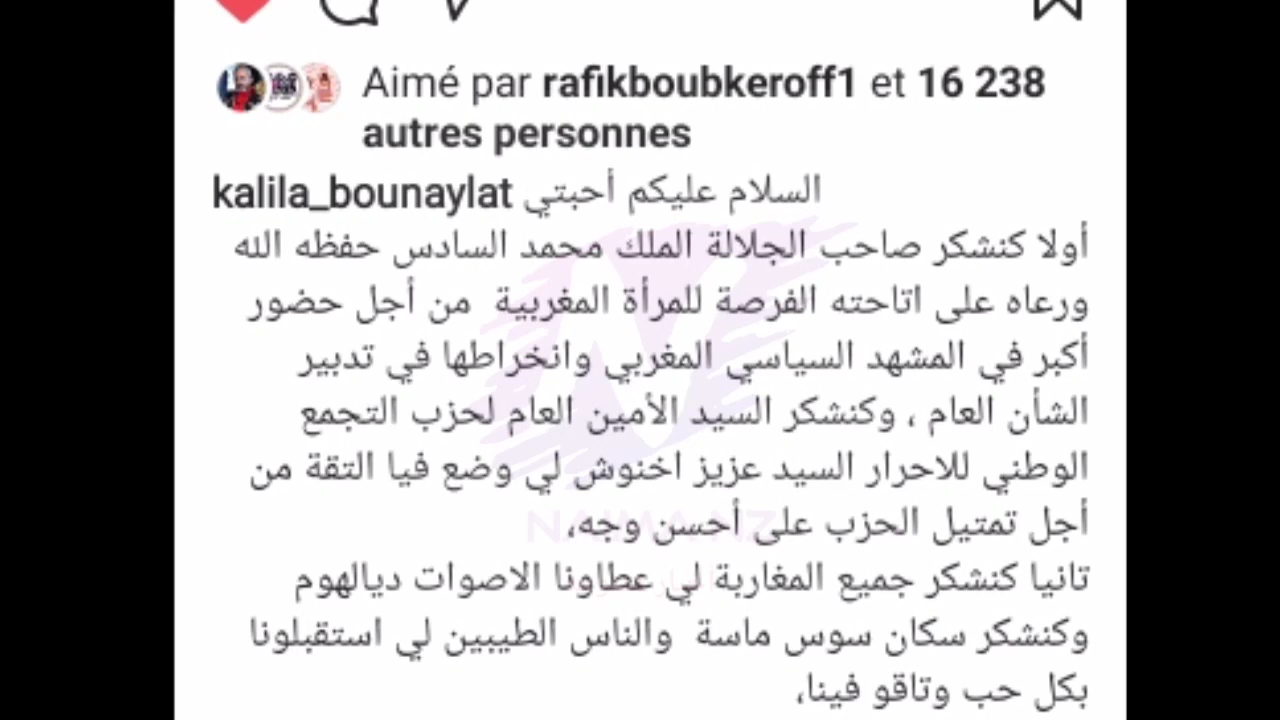 Aimé par rafikboubkeroff1 et 16 238
autres personnes
kalila_bounaylat السلام عليكم أحبتي
أولا كنشكر صاحب الجلالة الملك محمد السادس حفظه الله
ورعاه على اتاحته الفرصة للمرأة المغربية من أجل حضور
أكبر في المشهد السياسي المغربي وانخراطها في تدبير
الشأن العام ، وكنشكر السيد الأمين العام لحزب التجمع
الوطني للاحرار السيد عزيز اخنوش لي وضع فيا التقة من
أجل تمتيل الحزب على أحسن وجه،
تانيا كنشكر جميع المغاربة لي عطاونا الاصوات ديالهوم
وكنشكر سكان سوس ماسة والناس الطيبين لي استقبلونا
بكل حب وتاقو فينا،